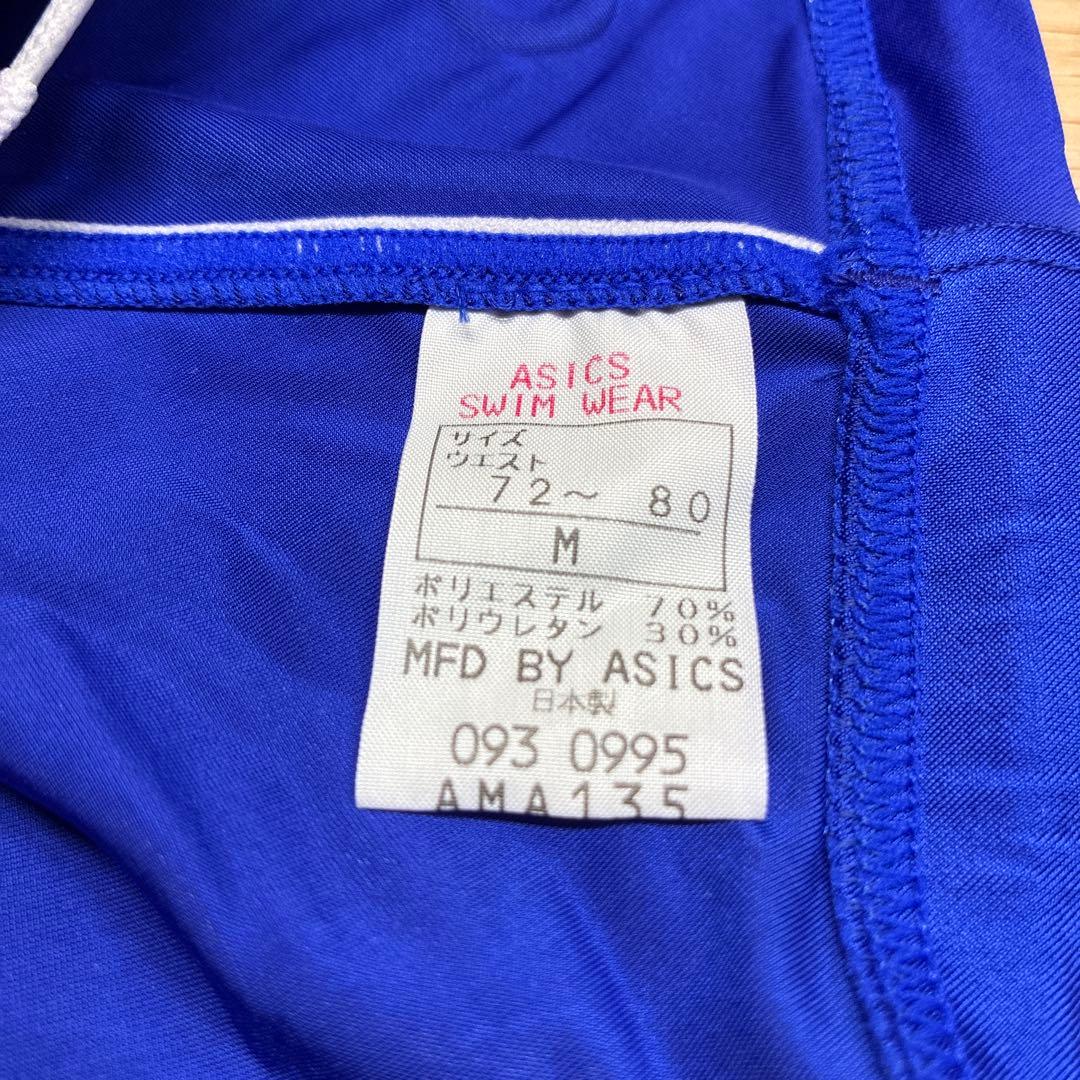 ASICS
SWIM WEAR
サイズ
ウエスト
72～ 80
M
ポリエステル 70%
ポリウレタン 30%
MFD BY ASICS
日本製
093 0995
AMA135